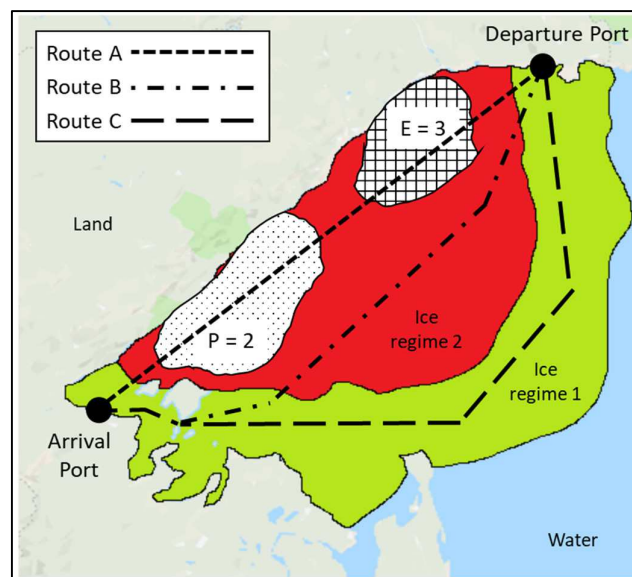 Route A
Route B
Route C
Departure Port
E = 3
Land
P = 2
Ice
regime 2
Ice
regime 1
Arrival
Port
Water